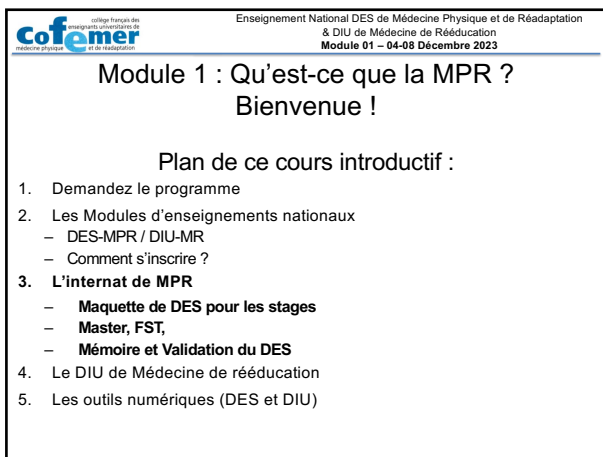 collège français des
enseignants universitaires de
Cofemer
médecine physique et de réadaptation
Enseignement National DES de Médecine Physique et de Réadaptation
& DIU de Médecine de Rééducation
Module 01 – 04-08 Décembre 2023
Module 1 : Qu'est-ce que la MPR ?
Bienvenue !
Plan de ce cours introductif :
1. Demandez le programme
2. Les Modules d'enseignements nationaux
– DES-MPR / DIU-MR
– Comment s'inscrire ?
3. L'internat de MPR
– Maquette de DES pour les stages
– Master, FST,
– Mémoire et Validation du DES
4. Le DIU de Médecine de rééducation
5. Les outils numériques (DES et DIU)